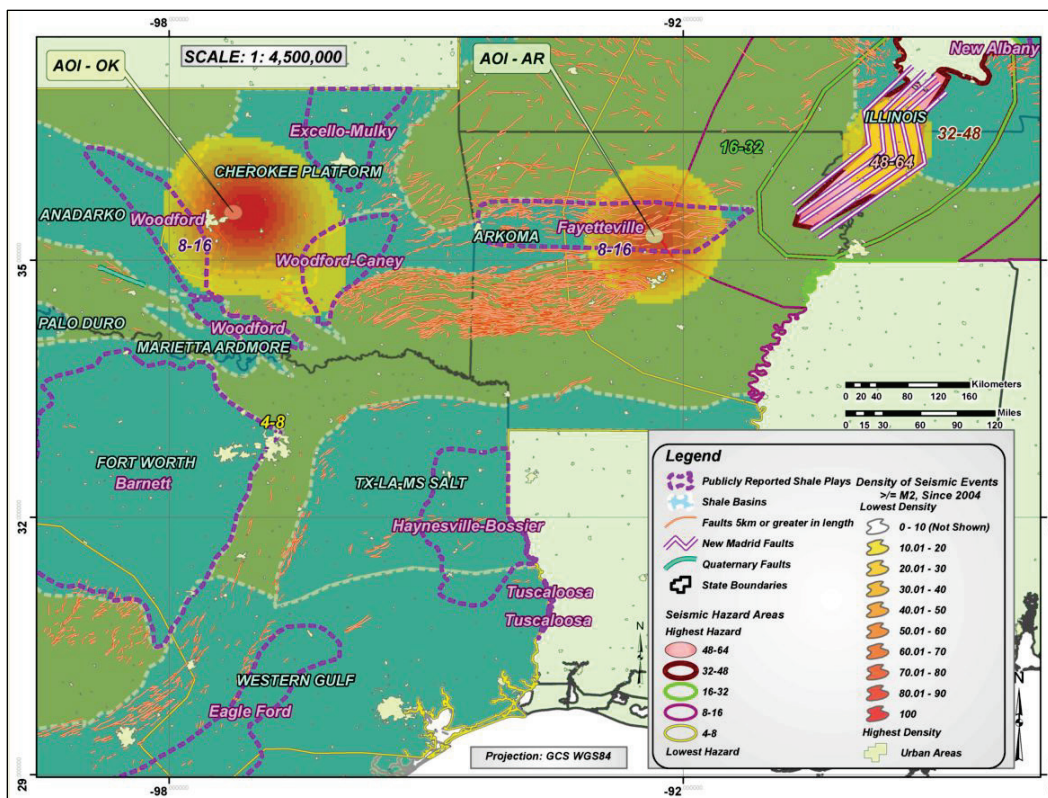 -98
-92
AOI - OK
SCALE: 1: 4,500,000
AOI - AR
New Albany
Excello-Mulky
ILLINOIS
32-48
16-32
48-64
CHEROKEE PLATFORM
ANADARKO
Woodford
8-16
Woodford-Caney
ARKOMA
Fayetteville
8-16
35
35
PALO DURO
Woodford
MARIETTA ARDMORE
Kilometers
0 20 40 80 120 160
Miles
0 15 30 60 90 120
4-8
FORT WORTH
Barnett
TX-LA-MS SALT
Haynesville-Bossier
32
32
Tuscaloosa
Tuscaloosa
WESTERN GULF
Eagle Ford
Projection: GCS WGS84
Legend
Publicly Reported Shale Plays
Shale Basins
Faults 5km or greater in length
New Madrid Faults
Quaternary Faults
State Boundaries
Seismic Hazard Areas
Highest Hazard
48-64
32-48
16-32
8-16
4-8
Lowest Hazard
Density of Seismic Events
>/= M2, Since 2004
Lowest Density
0 - 10 (Not Shown)
10.01 - 20
20.01 - 30
30.01 - 40
40.01 - 50
50.01 - 60
60.01 - 70
70.01 - 80
80.01 - 90
100
Highest Density
Urban Areas
N
N
29
29
-98
-92